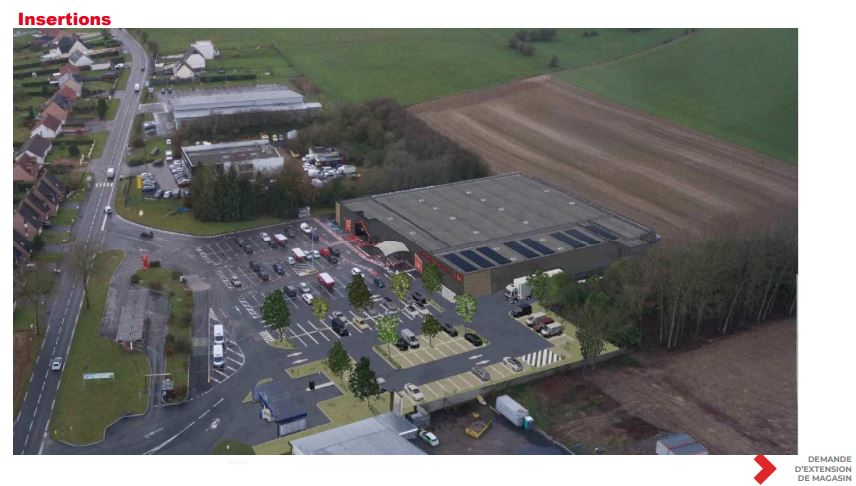 Insertions
DEMANDE
D'EXTENSION
DE MAGASIN